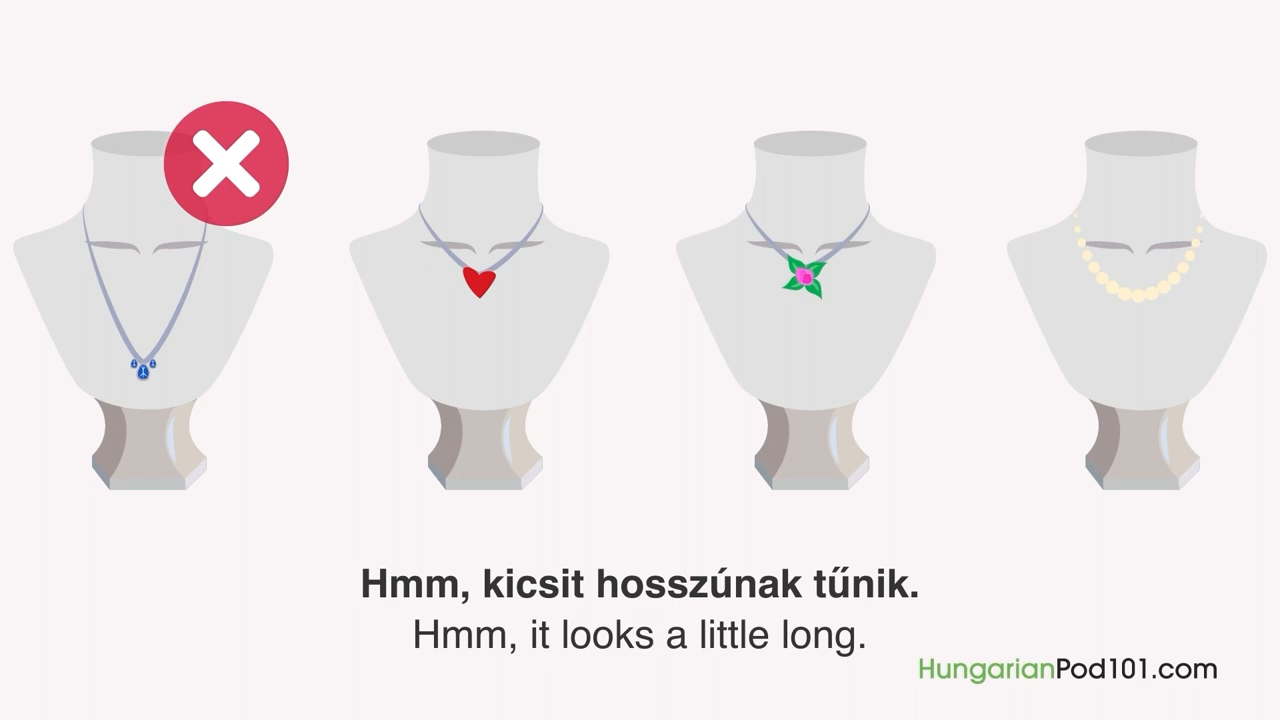 Hmm, kicsit hosszúnak tűnik.
Hmm, it looks a little long.
HungarianPod101.com